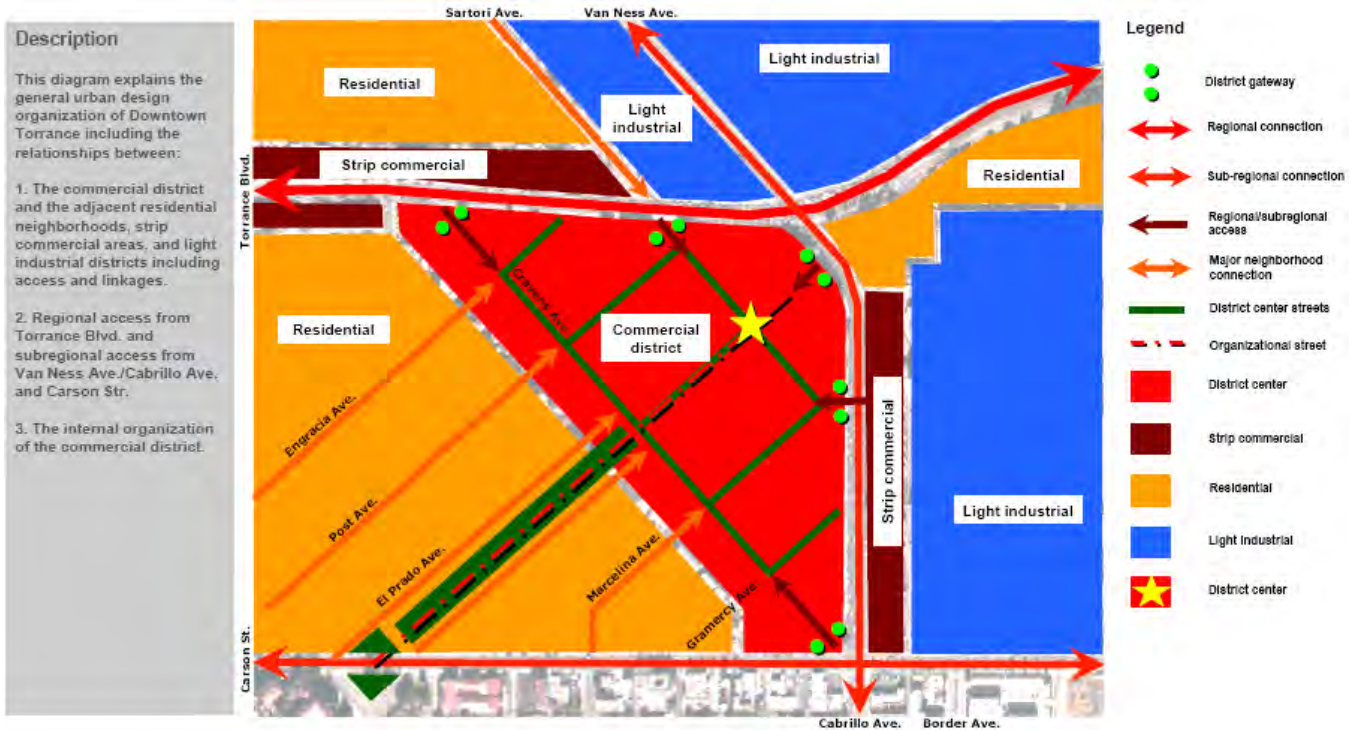 Description
This diagram explains the
general urban design
organization of Downtown
Torrance including the
relationships between:
1. The commercial district
and the adjacent residential
neighborhoods, strip
commercial areas, and light
industrial districts including
access and linkages.
2. Regional access from
Torrance Blvd. and
subregional access from
Van Ness Ave./Cabrillo Ave.
and Carson Str.
3. The internal organization
of the commercial district.
Sartori Ave.
Van Ness Ave.
Light industrial
Residential
Light
industrial
Strip commercial
Residential
Torrance Blvd.
Cravens Ave.
Residential
Commercial
district
Engracia Ave.
Post Ave.
El Prado Ave.
Marcelina Ave.
Gramercy Ave.
Strip commercial
Light industrial
Carson St.
Cabrillo Ave.
Border Ave.
Legend
District gateway
Regional connection
Sub-regional connection
Regional/subregional
access
Major neighborhood
connection
District center streets
Organizational street
District center
Strip commercial
Residential
Light Industrial
District center